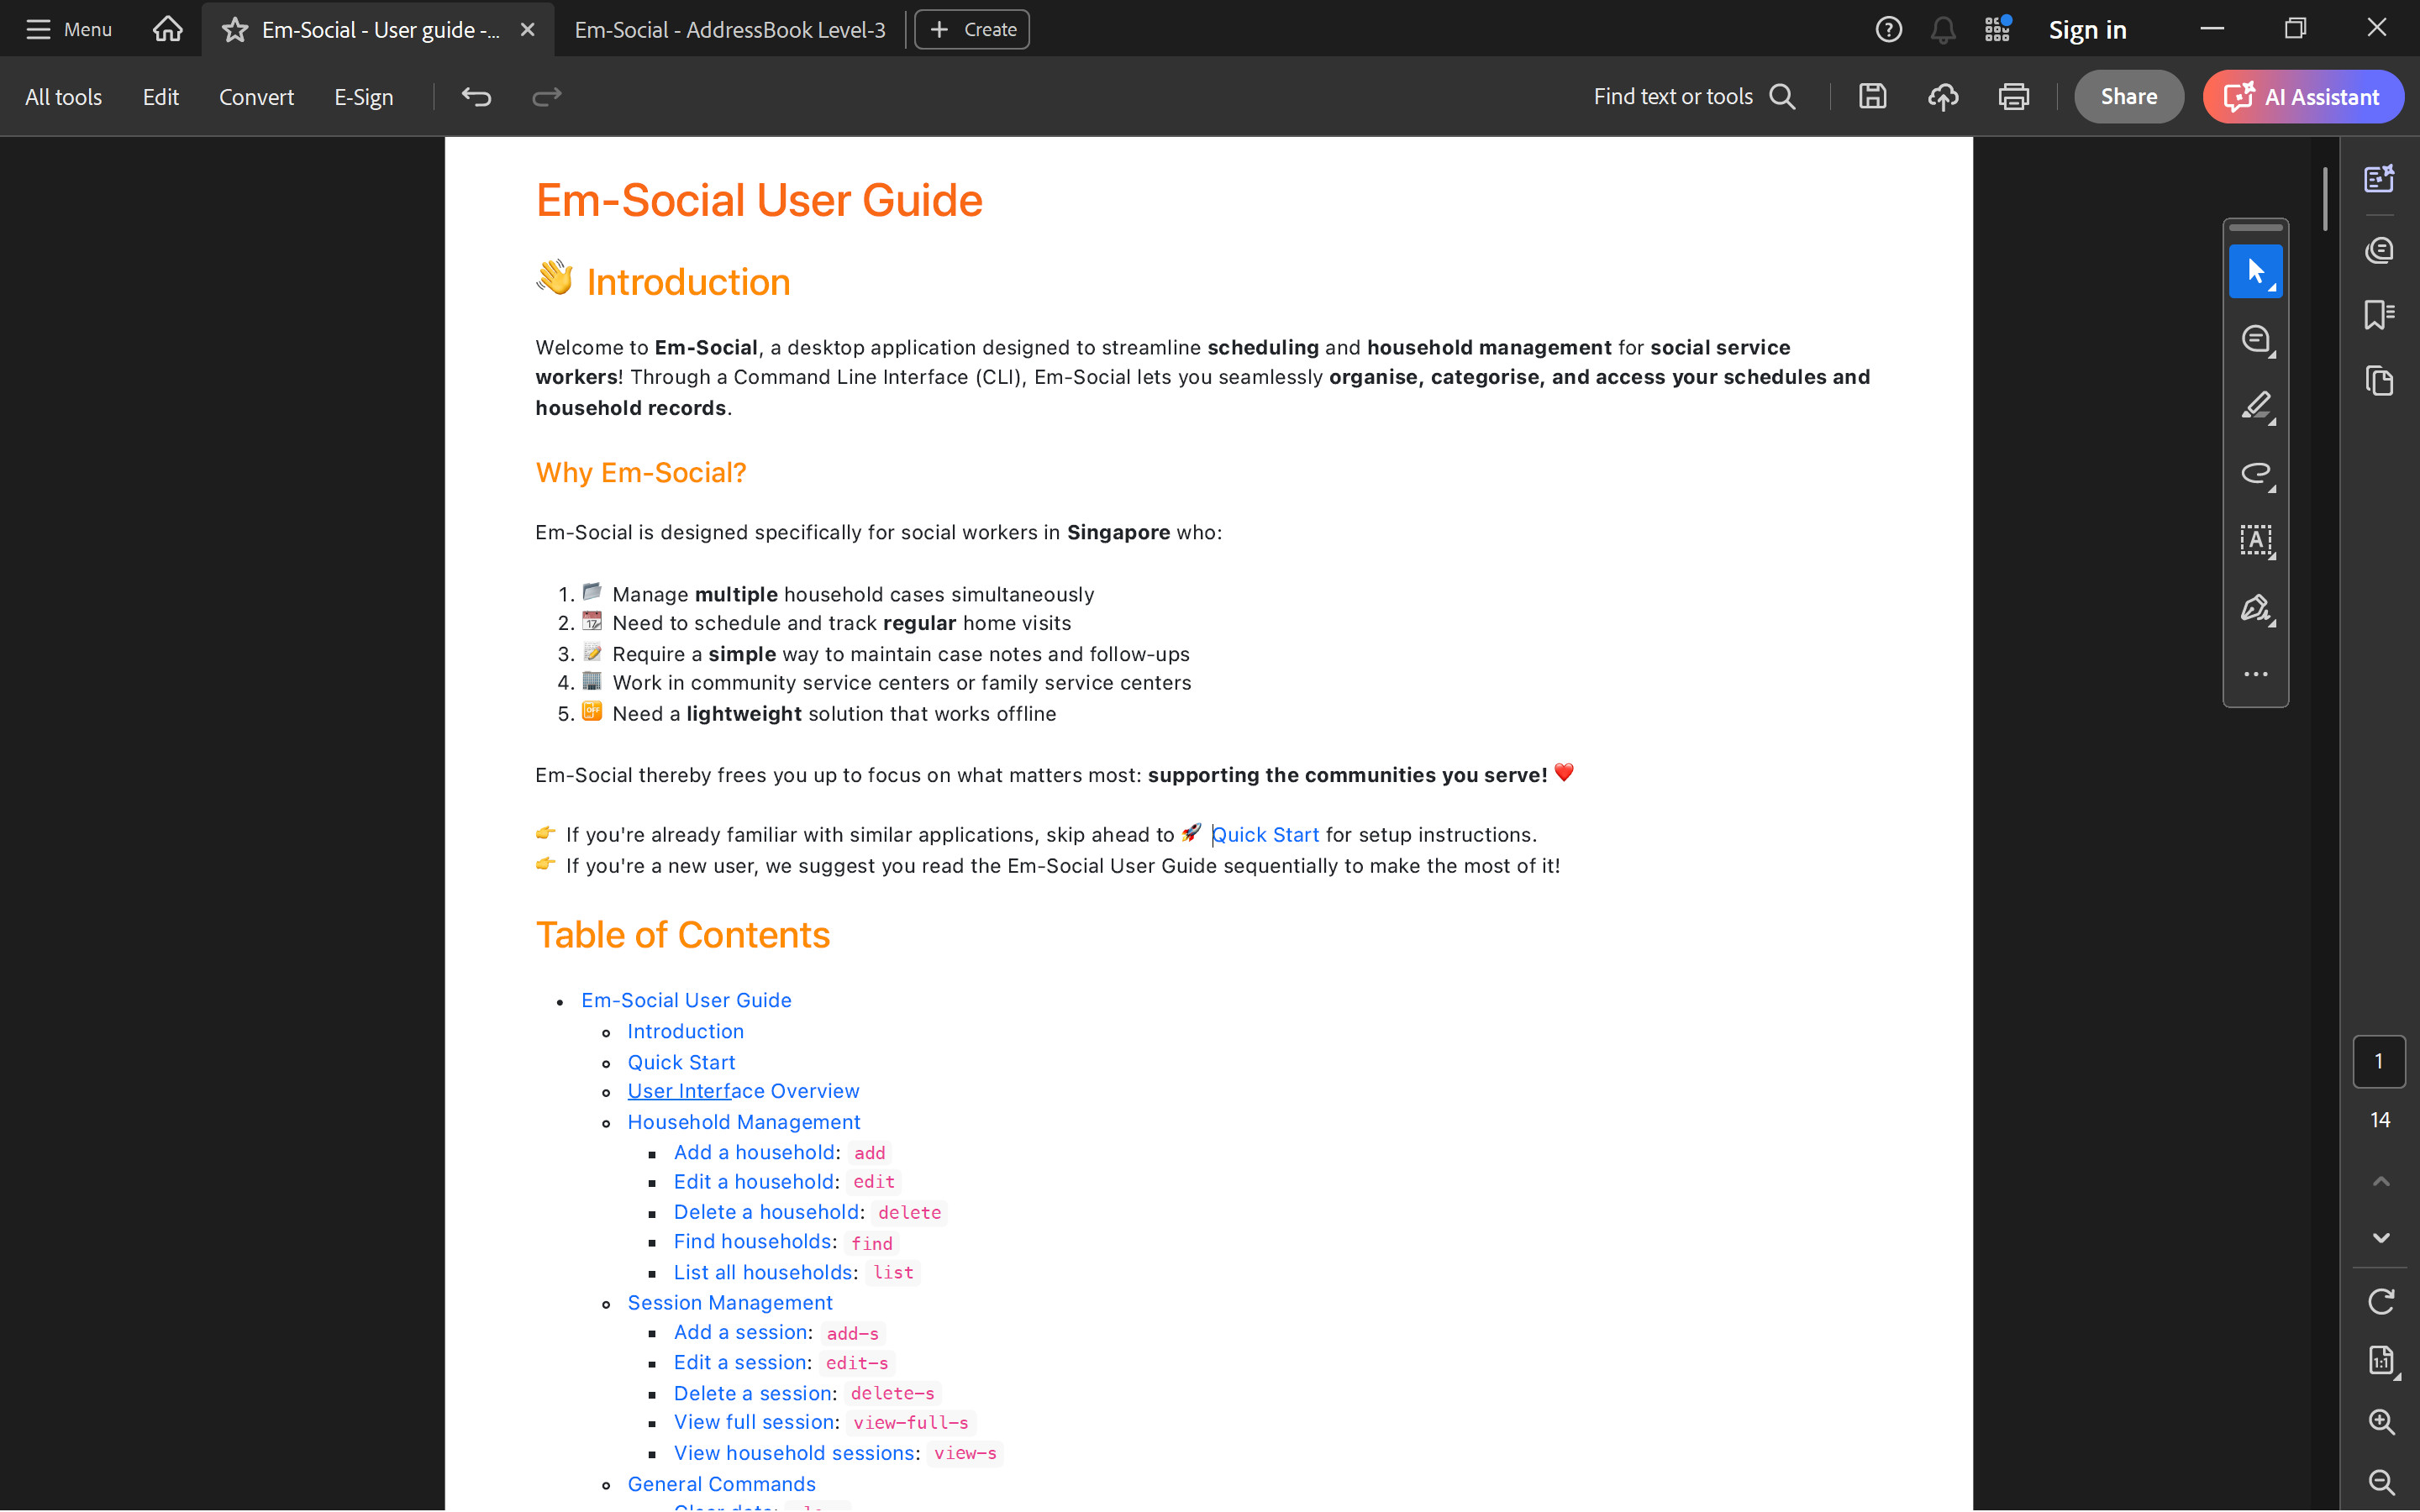 Menu
Em-Social - User guide -...
Em-Social - AddressBook Level-3
Create
Sign in
All tools
Edit
Convert
E-Sign
Find text or tools
Share
AI Assistant
Em-Social User Guide
👋 Introduction
Welcome to Em-Social, a desktop application designed to streamline scheduling and household management for social service
workers! Through a Command Line Interface (CLI), Em-Social lets you seamlessly organise, categorise, and access your schedules and
household records.
Why Em-Social?
Em-Social is designed specifically for social workers in Singapore who:
1. 📁 Manage multiple household cases simultaneously
2. 📅 Need to schedule and track regular home visits
3. 📝 Require a simple way to maintain case notes and follow-ups
4. 🏢 Work in community service centers or family service centers
5. 📴 Need a lightweight solution that works offline
Em-Social thereby frees you up to focus on what matters most: supporting the communities you serve! ❤️
👉 If you're already familiar with similar applications, skip ahead to 🚀 Quick Start for setup instructions.
👉 If you're a new user, we suggest you read the Em-Social User Guide sequentially to make the most of it!
Table of Contents
• Em-Social User Guide
Introduction
Quick Start
User Interface Overview
Household Management
Add a household: add
Edit a household: edit
Delete a household: delete
Find households: find
List all households: list
Session Management
Add a session: add-s
Edit a session: edit-s
Delete a session: delete-s
View full session: view-full-s
View household sessions: view-s
General Commands
1
14
1:1